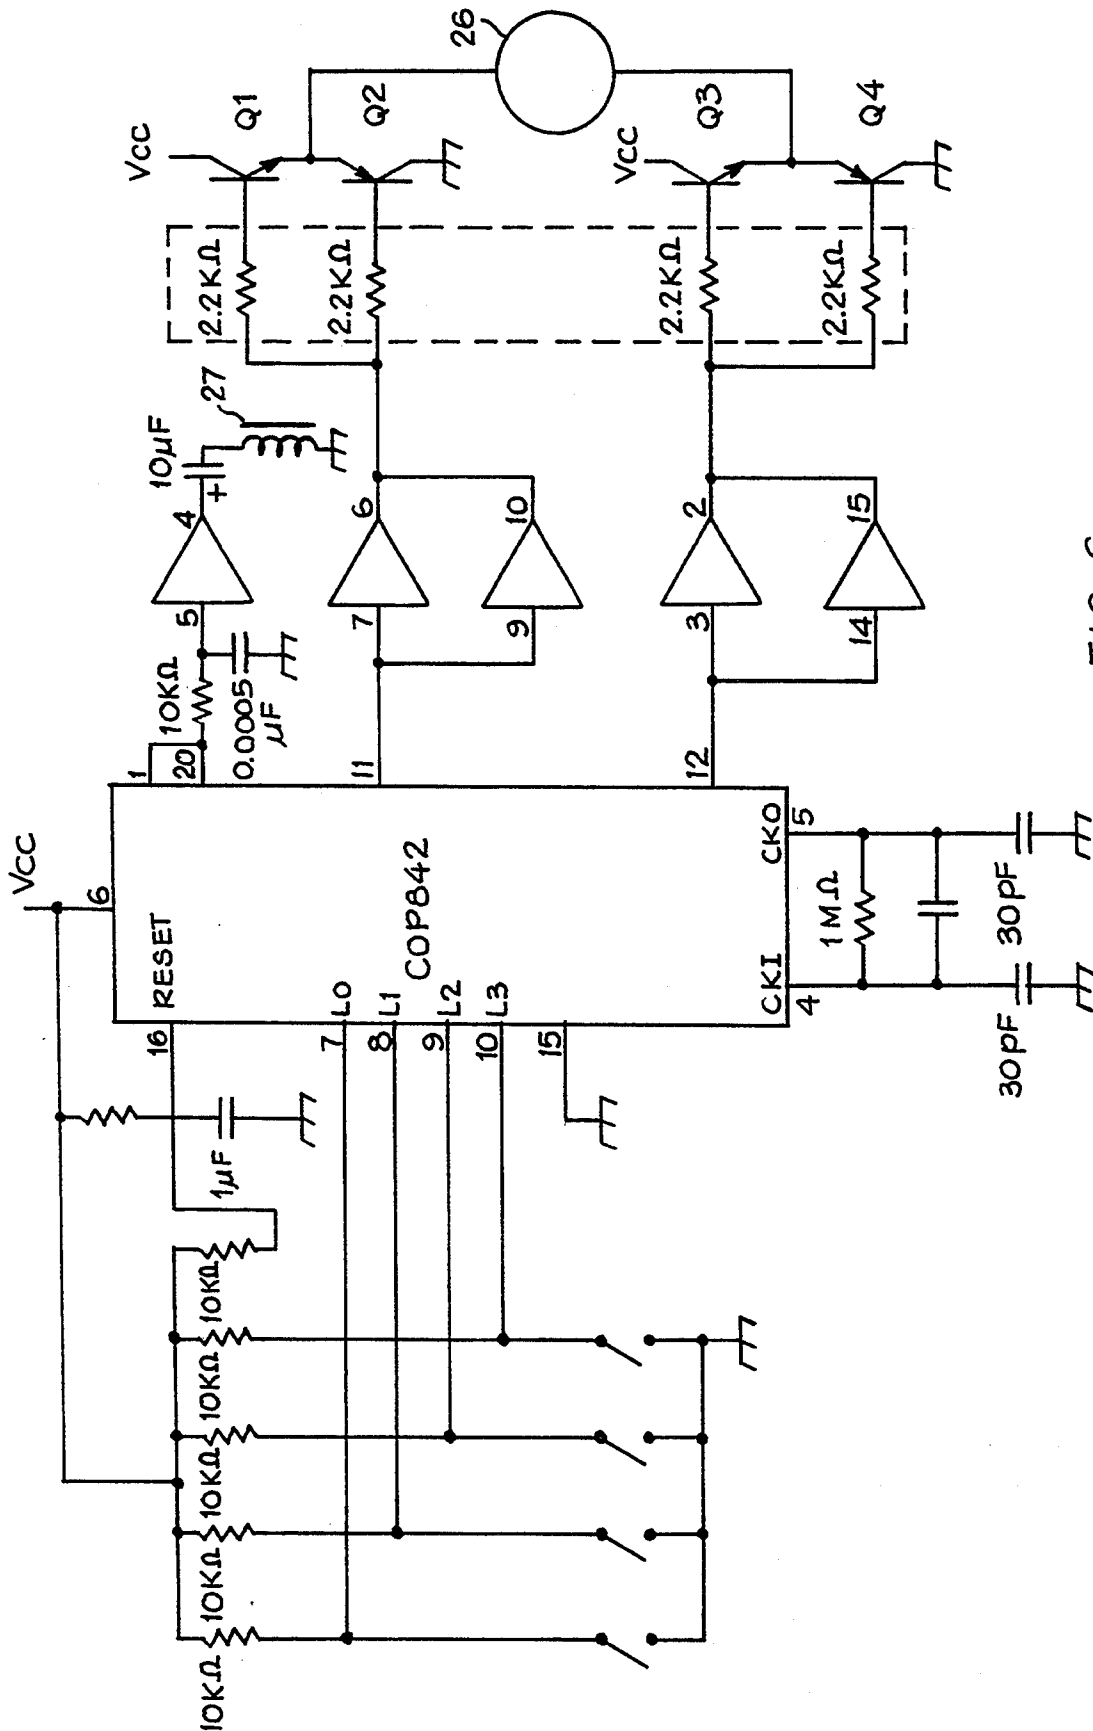 VCC
6
RESET
16
COP842
L0
7
L1
8
L2
9
L3
10
15
CKI
4
CKO
5
1
20
11
12
1µF
10KΩ
10KΩ
10KΩ
10KΩ
10KΩ
1MΩ
30pF
30pF
10KΩ
0.0005
µF
5
4
10µF
+
27
7
6
9
10
3
2
14
15
2.2KΩ
2.2KΩ
2.2KΩ
2.2KΩ
VCC
Q1
Q2
VCC
Q3
Q4
26